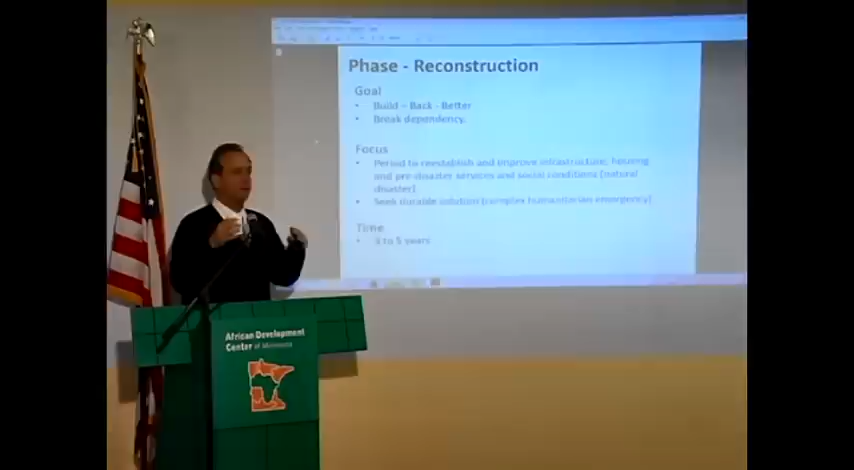 Phase - Reconstruction
Goal
• Build – Back - Better
• Break dependency.
Focus
• Period to reestablish and improve infrastructure, housing
and pre-disaster services and social conditions (natural
disaster)
• Seek durable solution (complex humanitarian emergency)
Time
• 3 to 5 years
African Development
Center of Minnesota